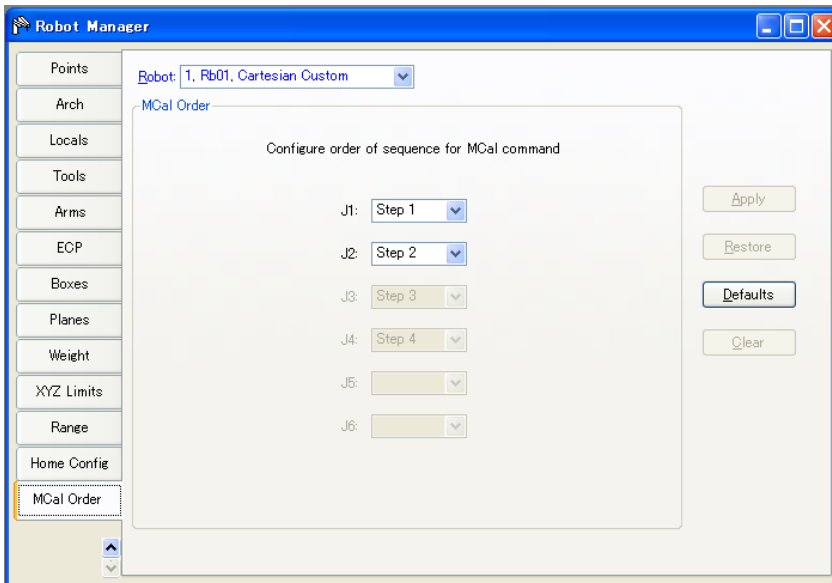 Robot Manager
Points
Arch
Locals
Tools
Arms
ECP
Boxes
Planes
Weight
XYZ Limits
Range
Home Config
MCal Order
Robot: 1, Rb01, Cartesian Custom
MCal Order
Configure order of sequence for MCal command
J1: Step 1
J2: Step 2
J3: Step 3
J4: Step 4
J5:
J6:
Apply
Restore
Defaults
Clear